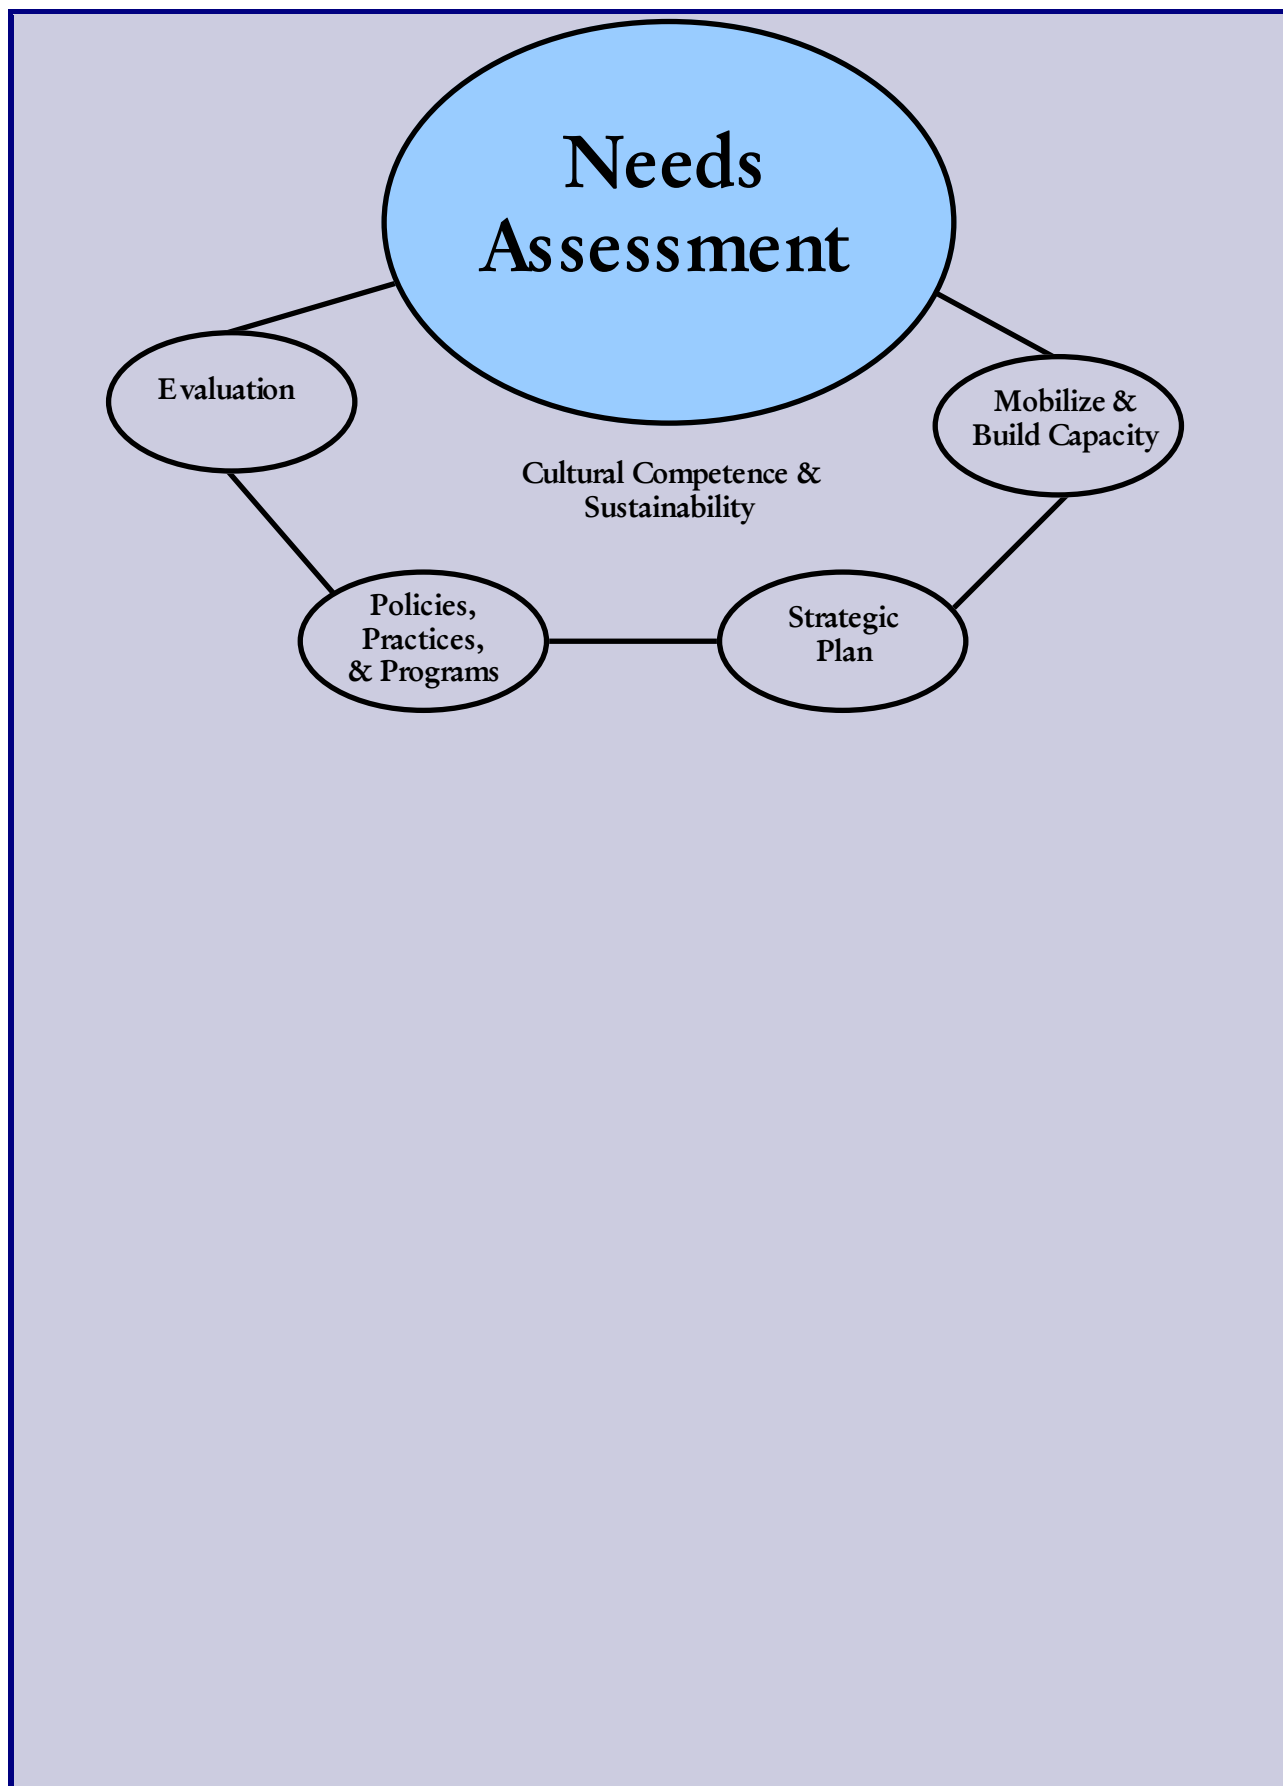 Needs
Assessment
Evaluation
Mobilize &
Build Capacity
Cultural Competence &
Sustainability
Policies,
Practices,
& Programs
Strategic
Plan